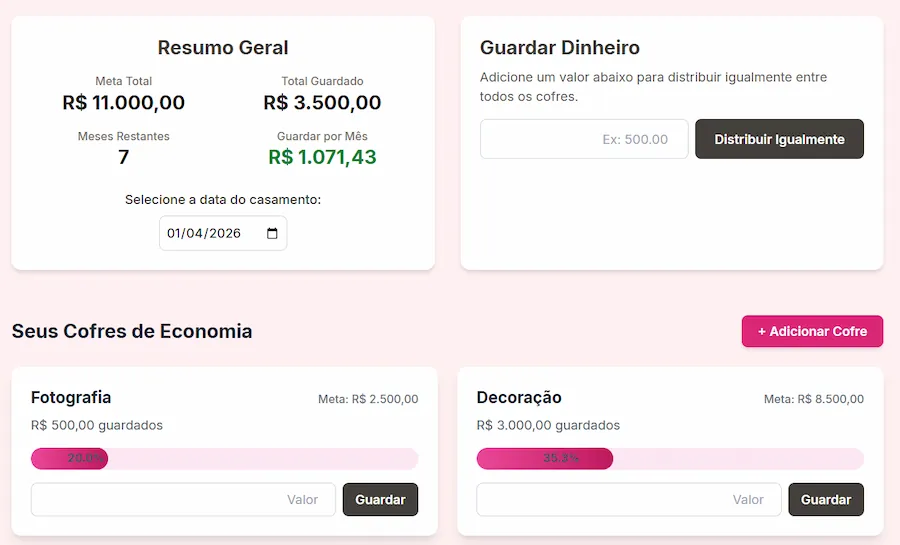 Resumo Geral
Meta Total
R$ 11.000,00
Total Guardado
R$ 3.500,00
Meses Restantes
7
Guardar por Mês
R$ 1.071,43
Selecione a data do casamento:
01/04/2026
Guardar Dinheiro
Adicione um valor abaixo para distribuir igualmente entre
todos os cofres.
Ex: 500.00
Distribuir Igualmente
Seus Cofres de Economia
+ Adicionar Cofre
Fotografia
Meta: R$ 2.500,00
R$ 500,00 guardados
20.0%
Valor
Guardar
Decoração
Meta: R$ 8.500,00
R$ 3.000,00 guardados
35.3%
Valor
Guardar